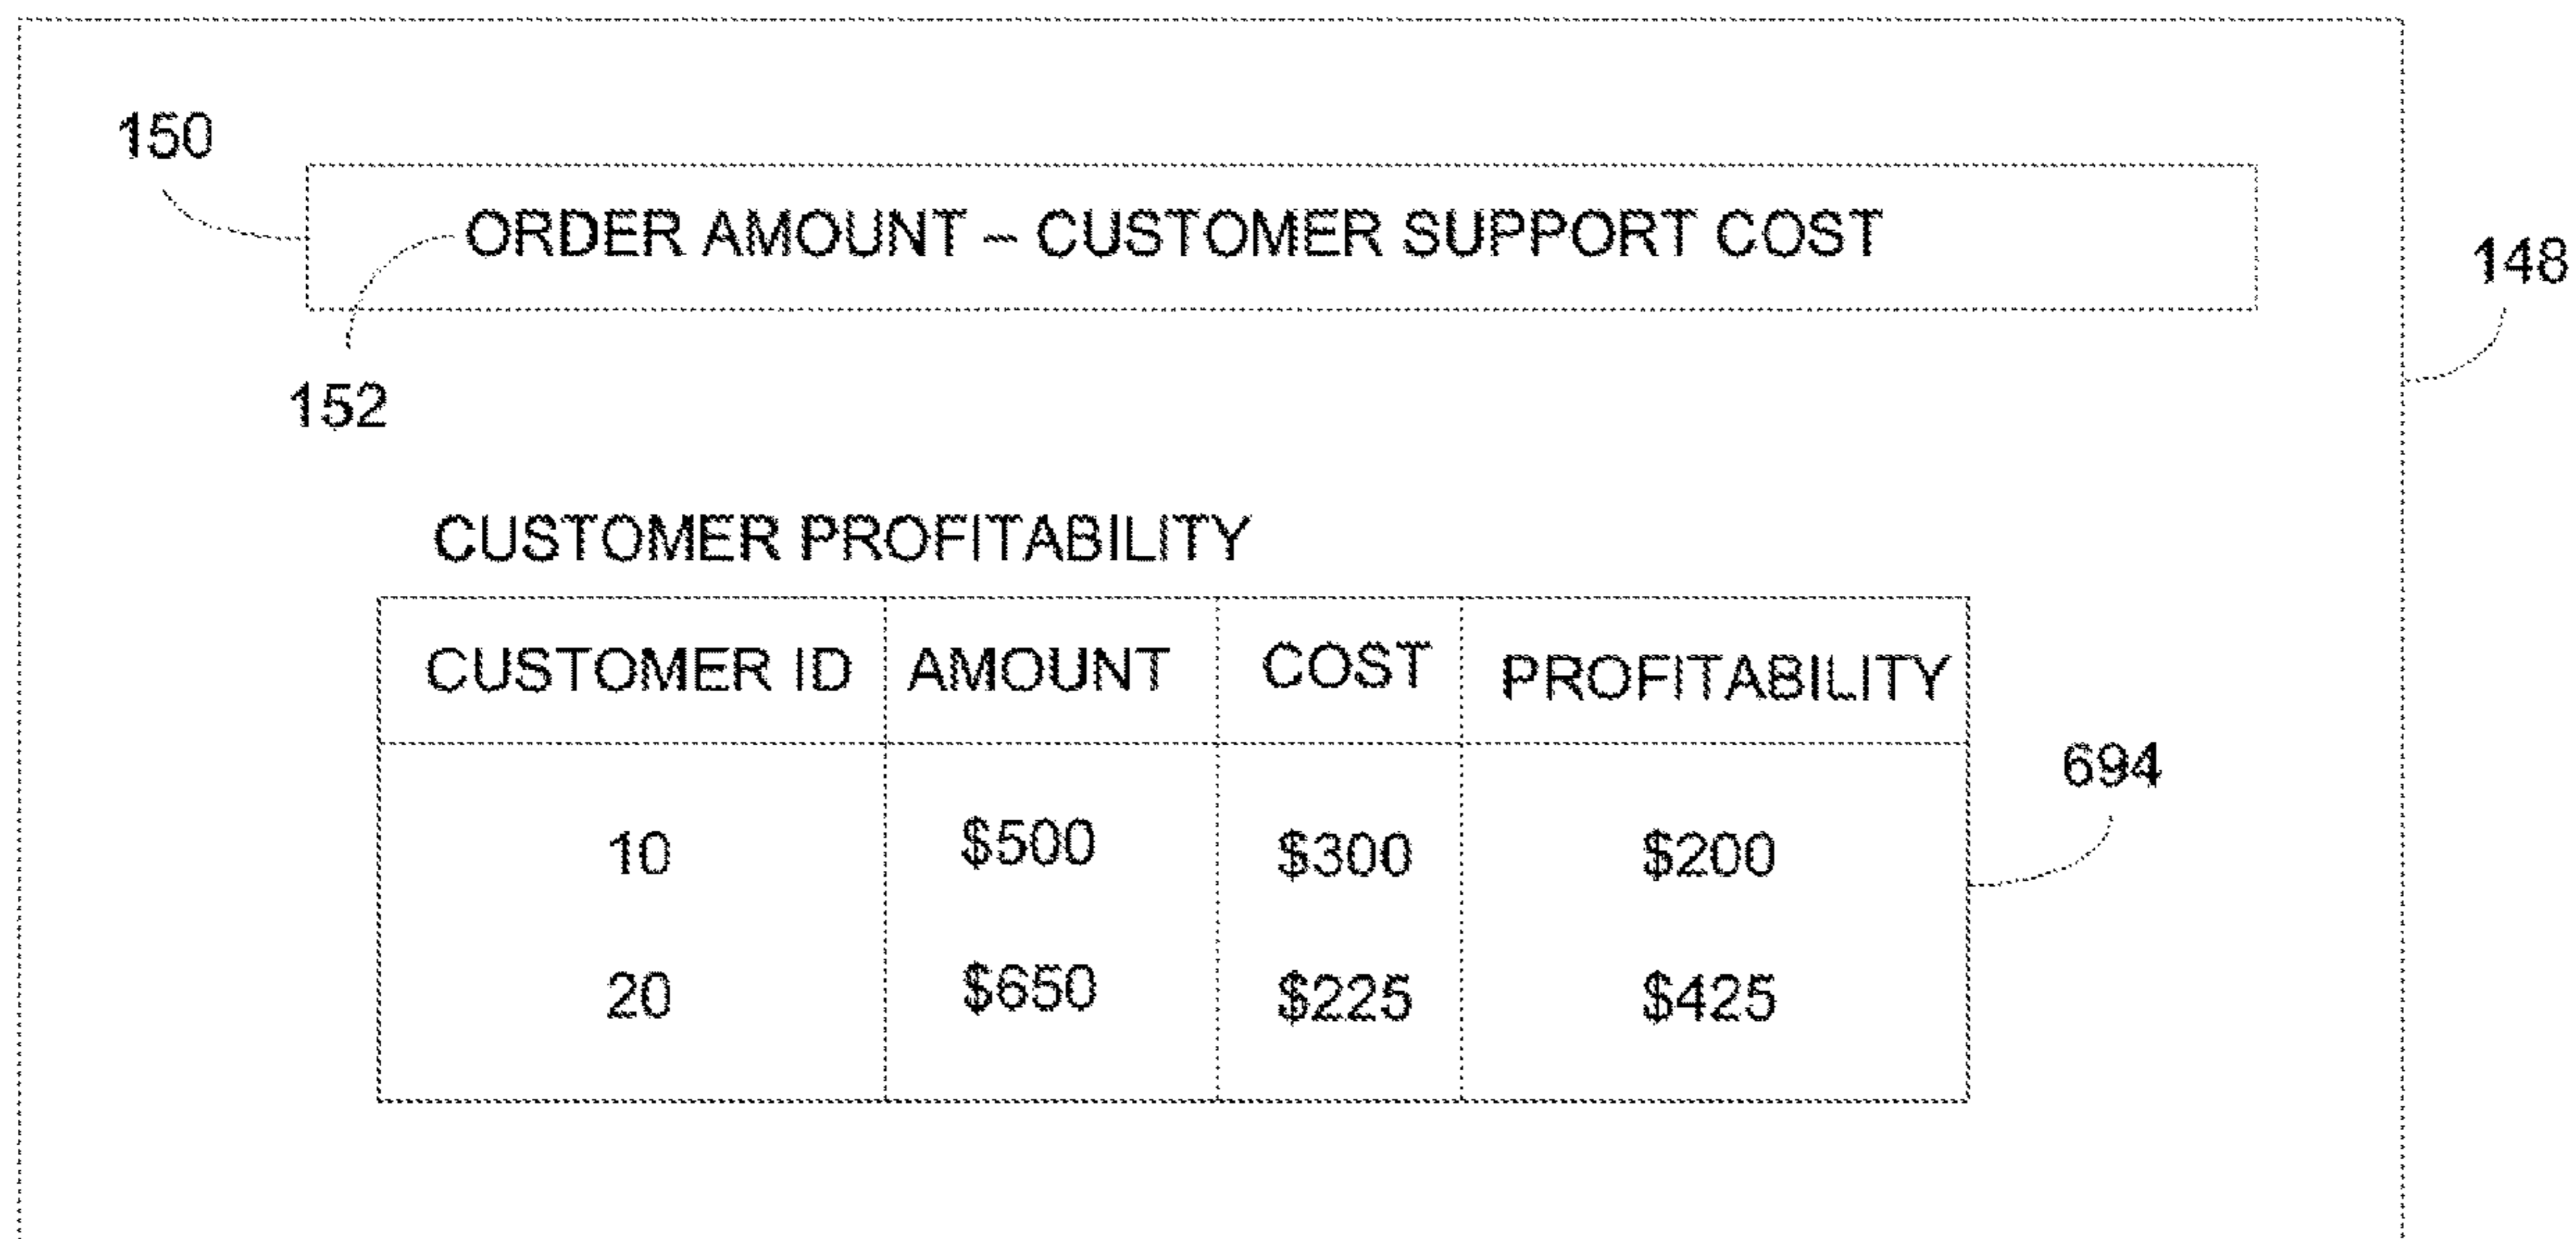 150
ORDER AMOUNT – CUSTOMER SUPPORT COST
148
152
CUSTOMER PROFITABILITY
CUSTOMER ID AMOUNT COST PROFITABILITY
694
10 $500 $300 $200
20 $650 $225 $425